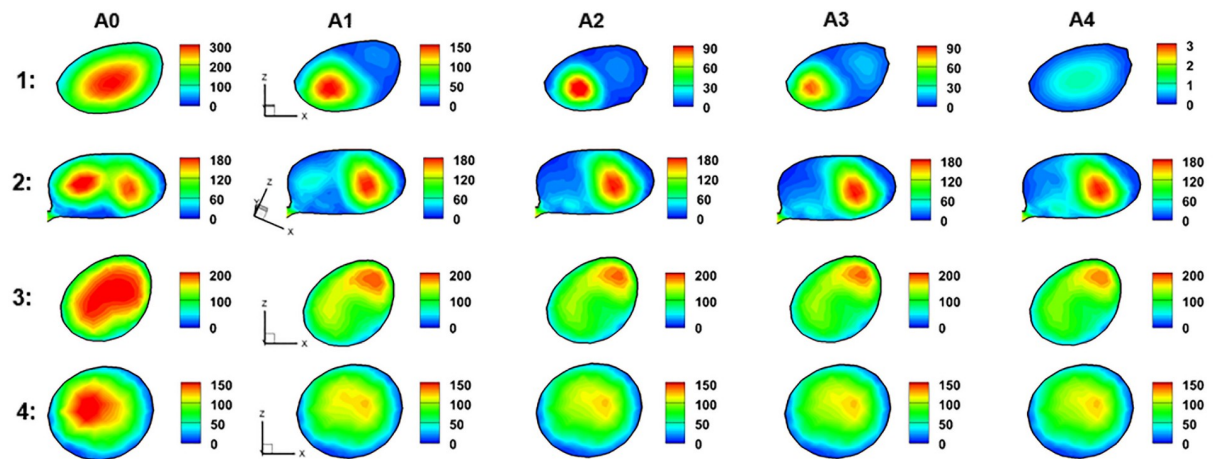 A0 A1 A2 A3 A4
1: 300 200 100 0 Z X 150 100 50 0 90 60 30 0 90 60 30 0 3 2 1 0
2: 180 120 60 0 Z Y X 180 120 60 0 180 120 60 0 180 120 60 0 180 120 60 0
3: 200 100 0 Z X 200 100 0 200 100 0 200 100 0 200 100 0
4: 150 100 50 0 Z X 150 100 50 0 150 100 50 0 150 100 50 0 150 100 50 0